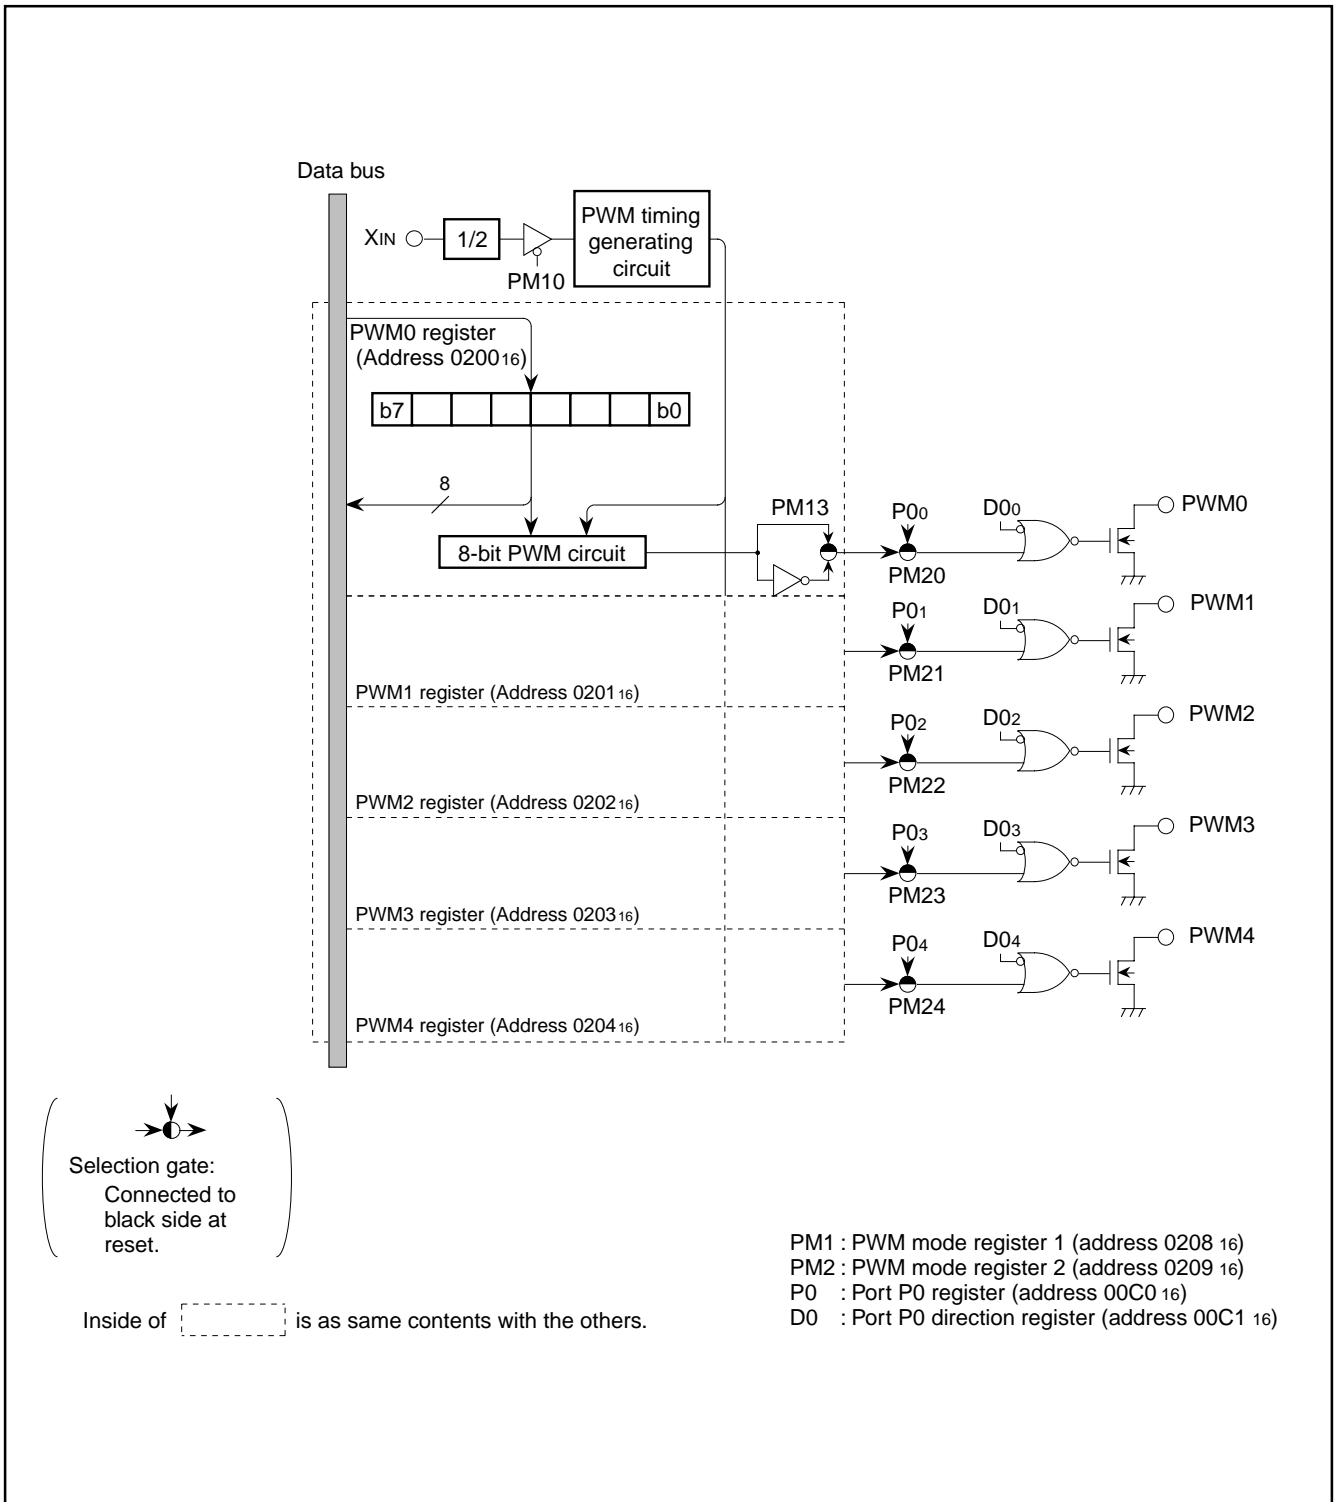 Data bus
XIN
1/2
PM10
PWM timing
generating
circuit
PWM0 register
(Address 020016)
b7
b0
8
8-bit PWM circuit
PM13
P00
PM20
D00
PWM0
P01
PM21
D01
PWM1
PWM1 register (Address 020116)
P02
PM22
D02
PWM2
PWM2 register (Address 020216)
P03
PM23
D03
PWM3
PWM3 register (Address 020316)
P04
PM24
D04
PWM4
PWM4 register (Address 020416)
Selection gate:
Connected to
black side at
reset.
Inside of is as same contents with the others.
PM1 : PWM mode register 1 (address 0208 16)
PM2 : PWM mode register 2 (address 0209 16)
P0 : Port P0 register (address 00C0 16)
D0 : Port P0 direction register (address 00C1 16)